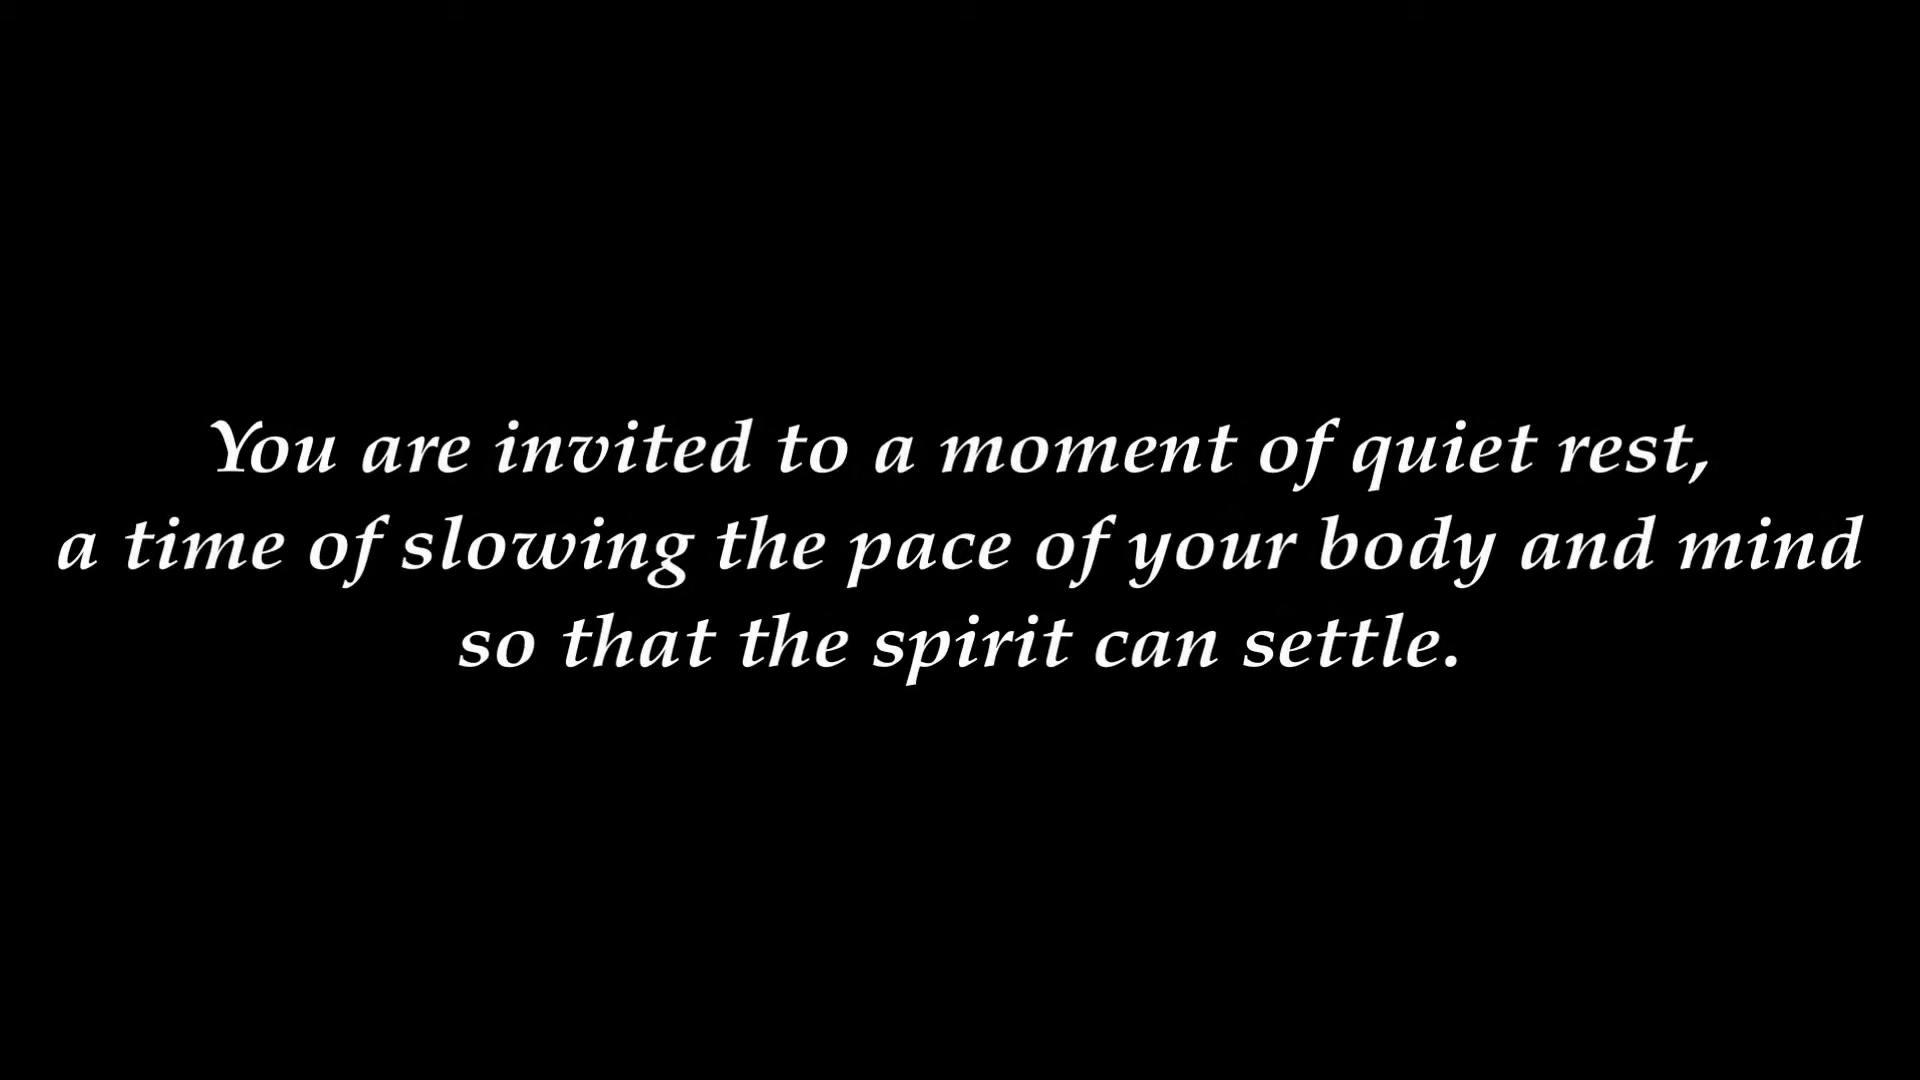 You are invited to a moment of quiet rest,
a time of slowing the pace of your body and mind
so that the spirit can settle.